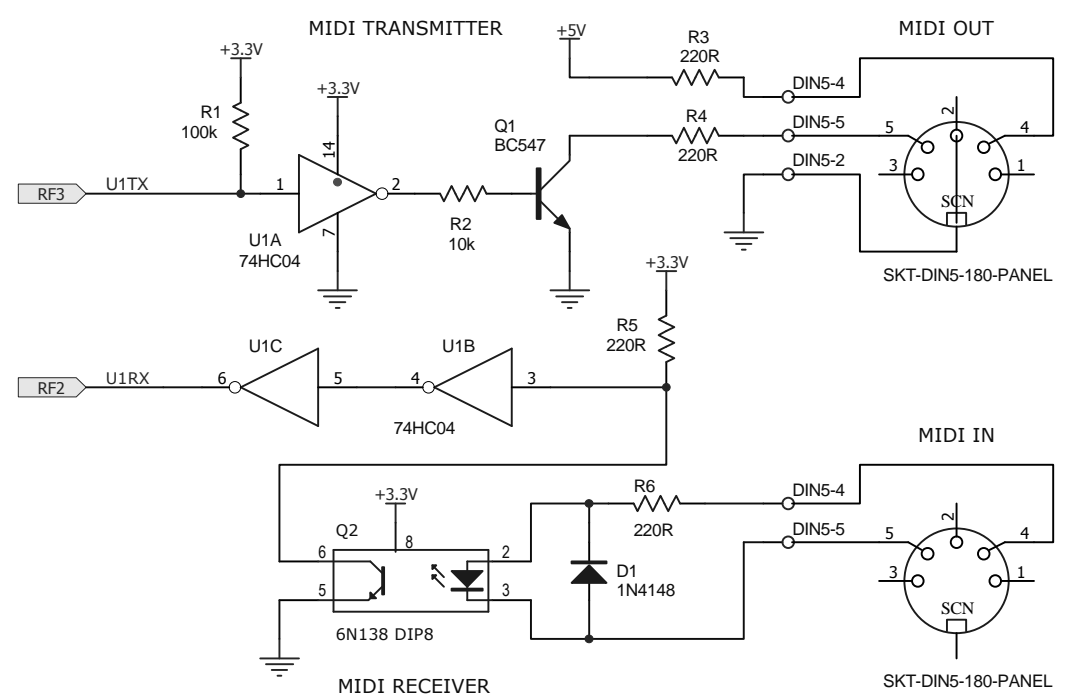 MIDI TRANSMITTER
+5V
R3
220R
MIDI OUT
+3.3V
+3.3V
R1
100k
DIN5-4
2
R4
220R
DIN5-5
5
4
Q1
BC547
14
DIN5-2
3
1
RF3
U1TX
1
2
SCN
R2
10k
7
U1A
74HC04
SKT-DIN5-180-PANEL
+3.3V
R5
220R
U1C
U1B
RF2
U1RX
6
5
4
3
74HC04
MIDI IN
+3.3V
R6
220R
DIN5-4
2
Q2
8
DIN5-5
5
4
6
2
D1
1N4148
3
1
5
3
SCN
6N138 DIP8
MIDI RECEIVER
SKT-DIN5-180-PANEL